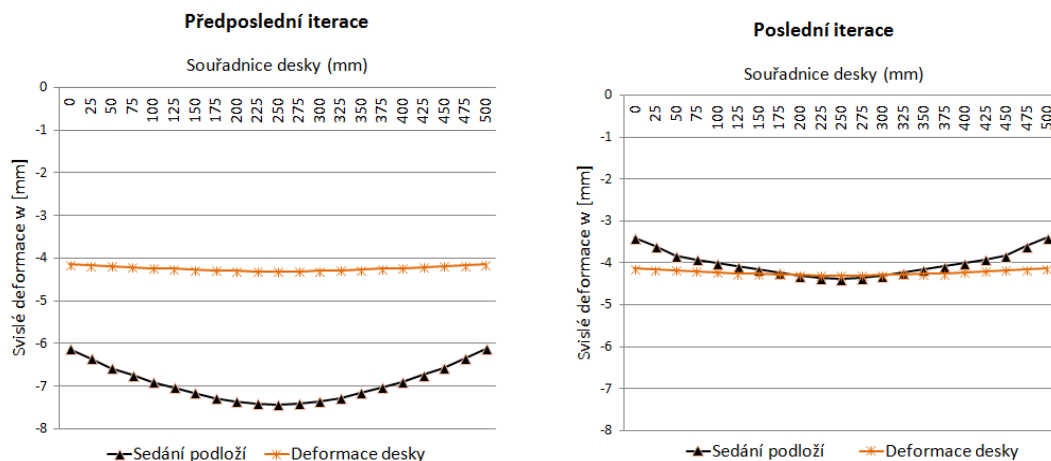 Předposlední iterace
Souřadnice desky (mm)
0
0 25 50 75 100 125 150 175 200 225 250 275 300 325 350 375 400 425 450 475 500
-1
-2
-3
-4
-5
-6
-7
-8
Svislé deformace w [mm]
Sedání podloží Deformace desky
Poslední iterace
Souřadnice desky (mm)
0
0 25 50 75 100 125 150 175 200 225 250 275 300 325 350 375 400 425 450 475 500
-1
-2
-3
-4
-5
-6
-7
-8
Svislé deformace w [mm]
Sedání podloží Deformace desky